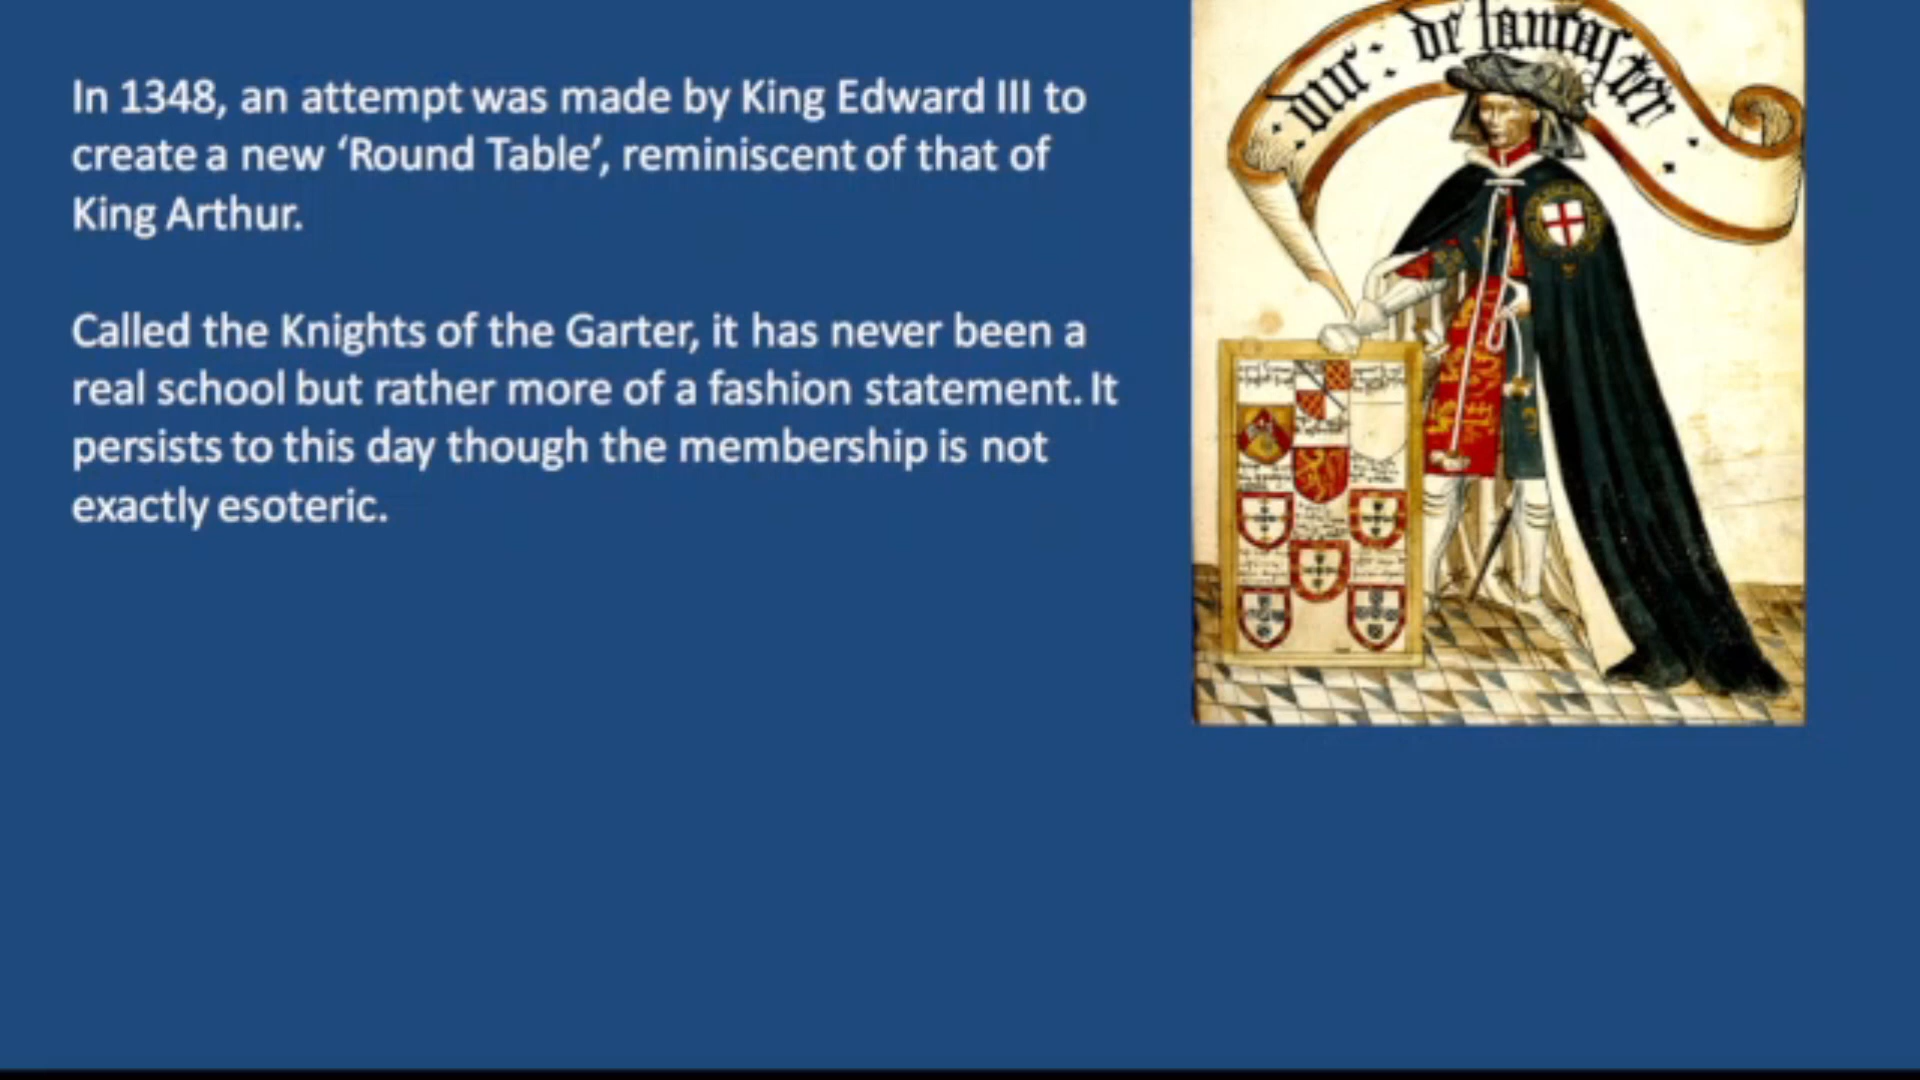 In 1348, an attempt was made by King Edward III to
create a new ‘Round Table’, reminiscent of that of
King Arthur.
Called the Knights of the Garter, it has never been a
real school but rather more of a fashion statement. It
persists to this day though the membership is not
exactly esoteric.
duc : de lancaster